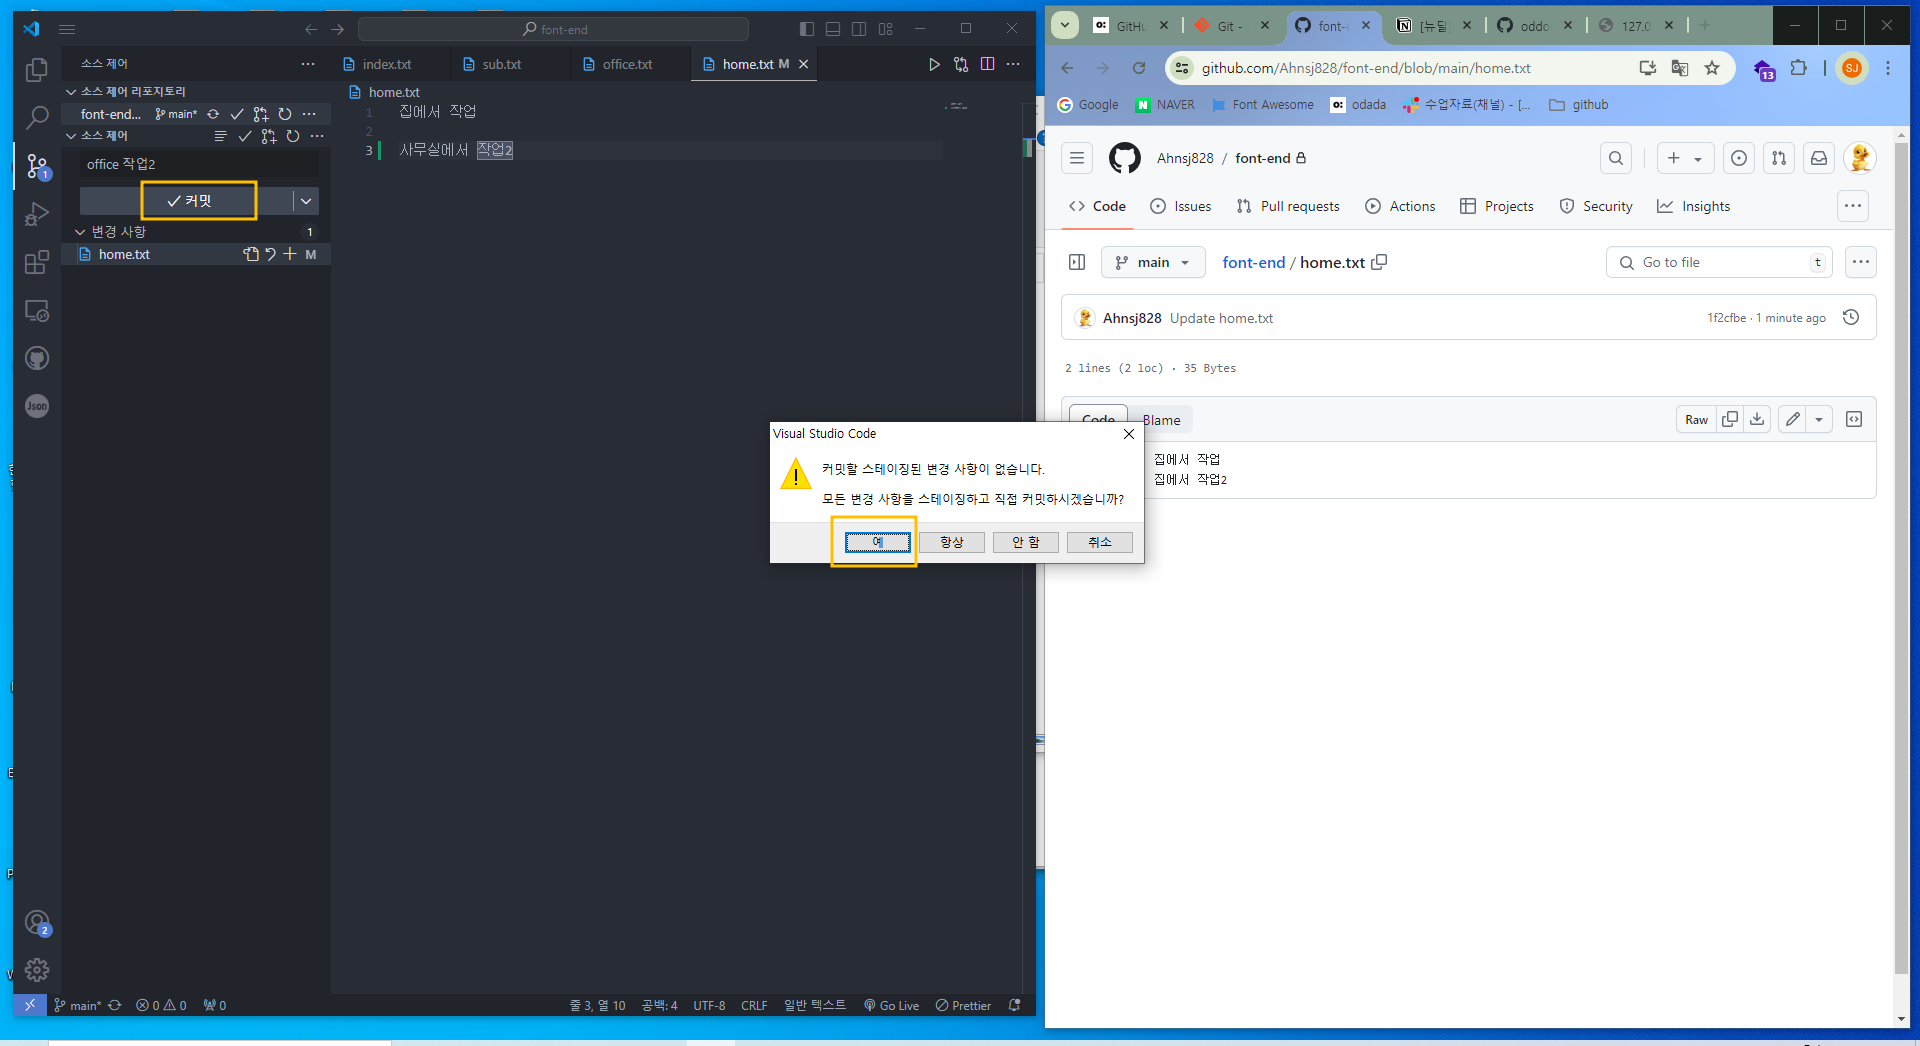 font-end
소스 제어
index.txt
sub.txt
office.txt
home.txt M
소스 제어 리포지토리
font-end... main*
소스 제어
office 작업2
커밋
변경 사항 1
home.txt M
home.txt
1 집에서 작업
2
3 사무실에서 작업2
1
Json
2
main* 0 0 0
줄 3, 열 10 공백: 4 UTF-8 CRLF 일반 텍스트 Go Live Prettier
GitHu
Git -
font-
[뉴딜]
oddo
127.0
github.com/Ahnsj828/font-end/blob/main/home.txt
13
SJ
Google NAVER Font Awesome odada 수업자료(채널) - [... github
Ahnsj828 / font-end
Code Issues Pull requests Actions Projects Security Insights
main font-end / home.txt Go to file t
Ahnsj828 Update home.txt 1f2cfbe · 1 minute ago
2 lines (2 loc) · 35 Bytes
Code Blame Raw
집에서 작업
집에서 작업2
Visual Studio Code
커밋할 스테이징된 변경 사항이 없습니다.
모든 변경 사항을 스테이징하고 직접 커밋하시겠습니까?
예 항상 안 함 취소